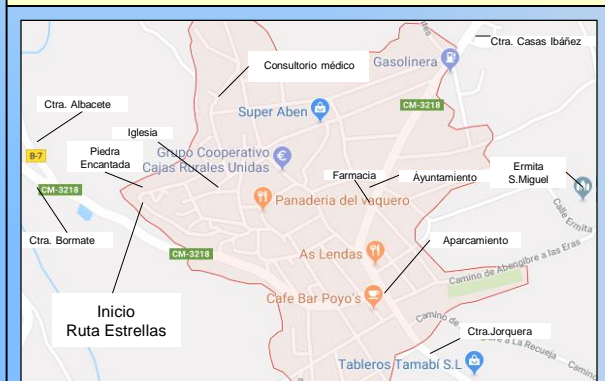 Ctra. Casas Ibáñez
Consultorio médico
Gasolinera
Ctra. Albacete
CM-3218
Super Aben
Iglesia
B-7
Piedra
Encantada
Grupo Cooperativo
Cajas Rurales Unidas
Farmacia
Ayuntamiento
Ermita
S.Miguel
CM-3218
Panaderia del vaquero
Calle Ermita
Ctra. Bormate
Aparcamiento
CM-3218
As Lendas
Camino de Abengibre a las Eras
Inicio
Ruta Estrellas
Cafe Bar Poyo's
Camino de
a La Recueja
Camino
Ctra.Jorquera
Tableros Tamabí S.L